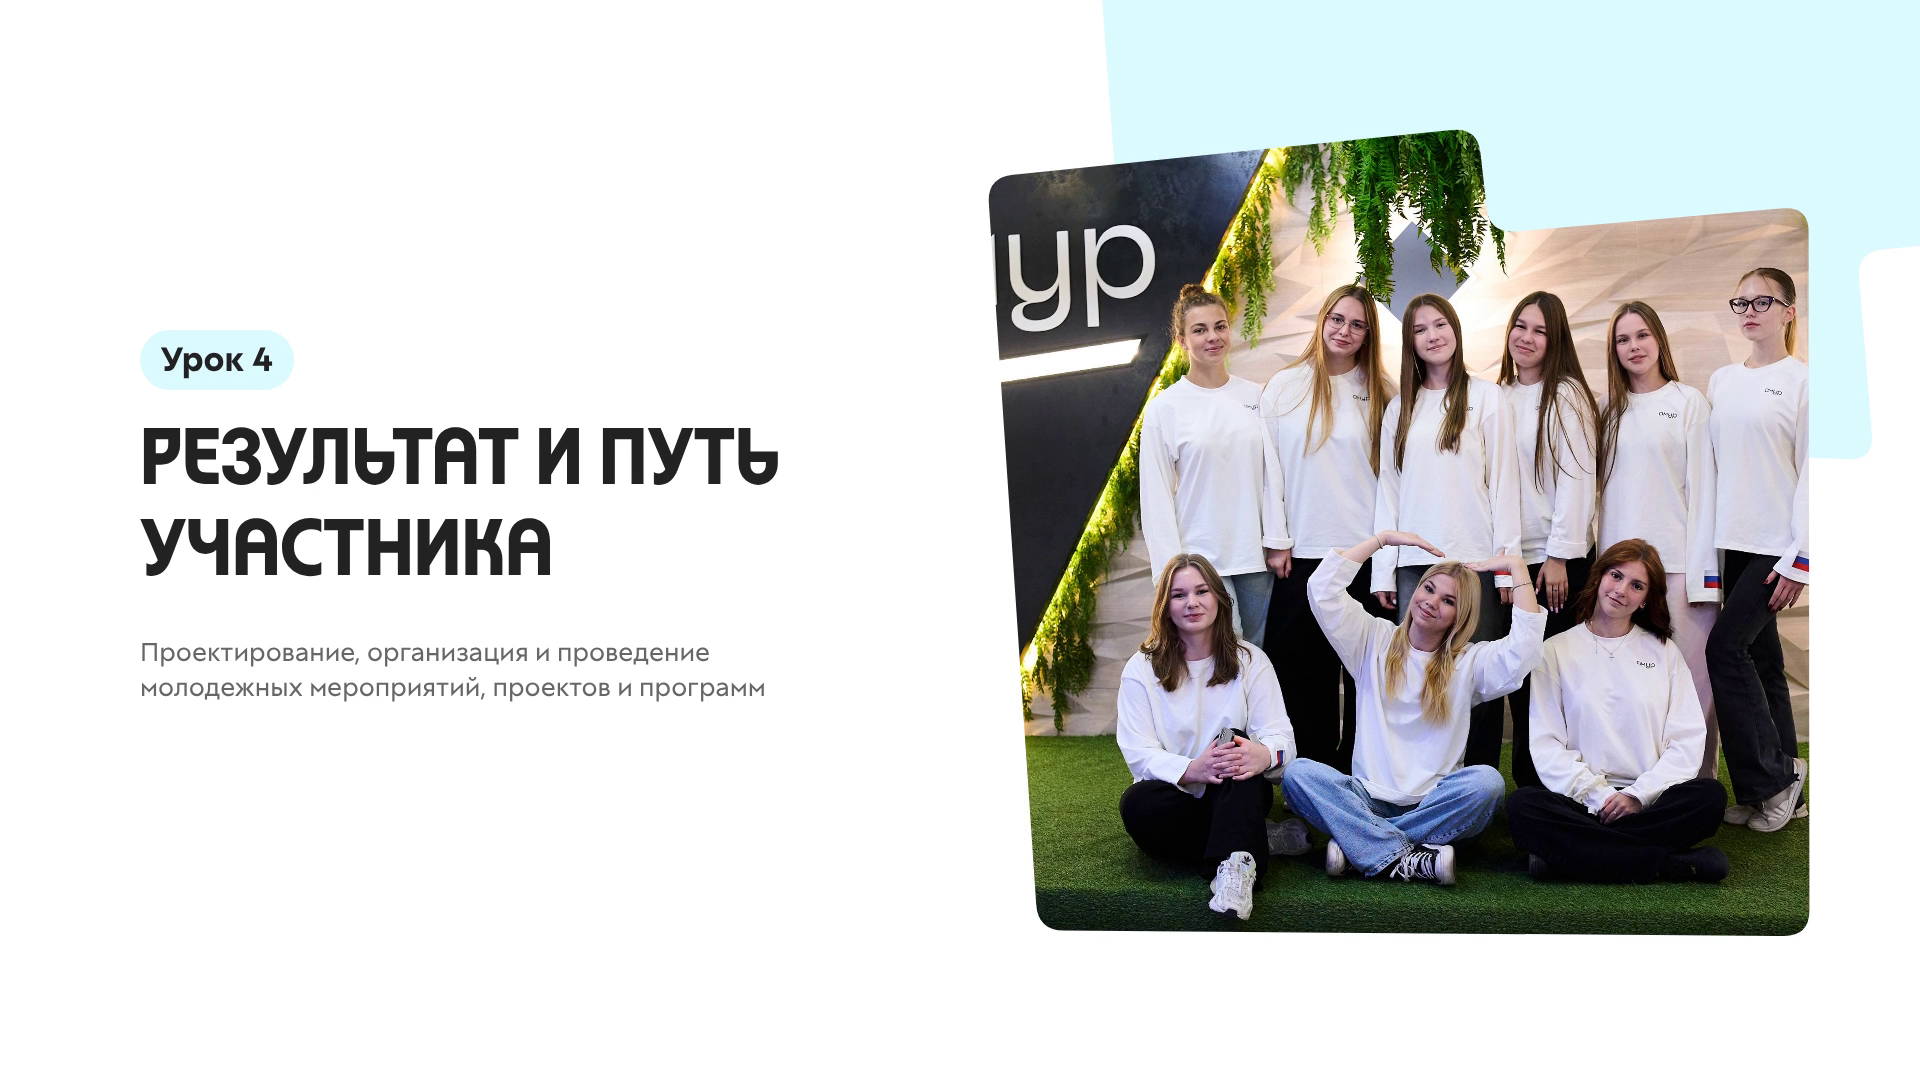 Урок 4
РЕЗУЛЬТАТ И ПУТЬ
УЧАСТНИКА
Проектирование, организация и проведение
молодежных мероприятий, проектов и программ